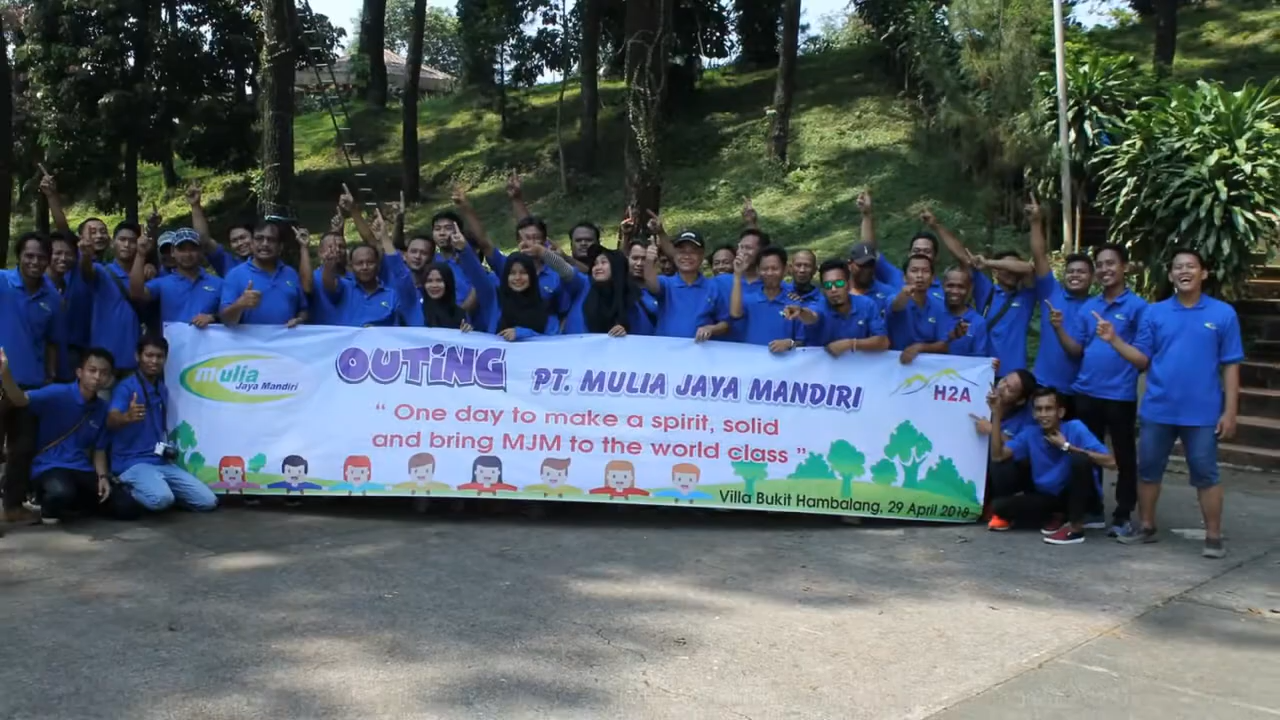 mulia
Jaya Mandiri
OUTiNG
PT. MULIA JAYA MANDIRI
H2A
“ One day to make a spirit, solid
and bring MJM to the world class ”
Villa Bukit Hambalang, 29 April 2018